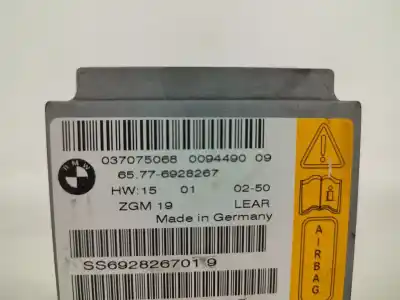 BMW
037075068 0094490 09
65.77-6928267
HW:15 01 02-50
ZGM 19 LEAR
Made in Germany
SS692826701 9
AIRBAG